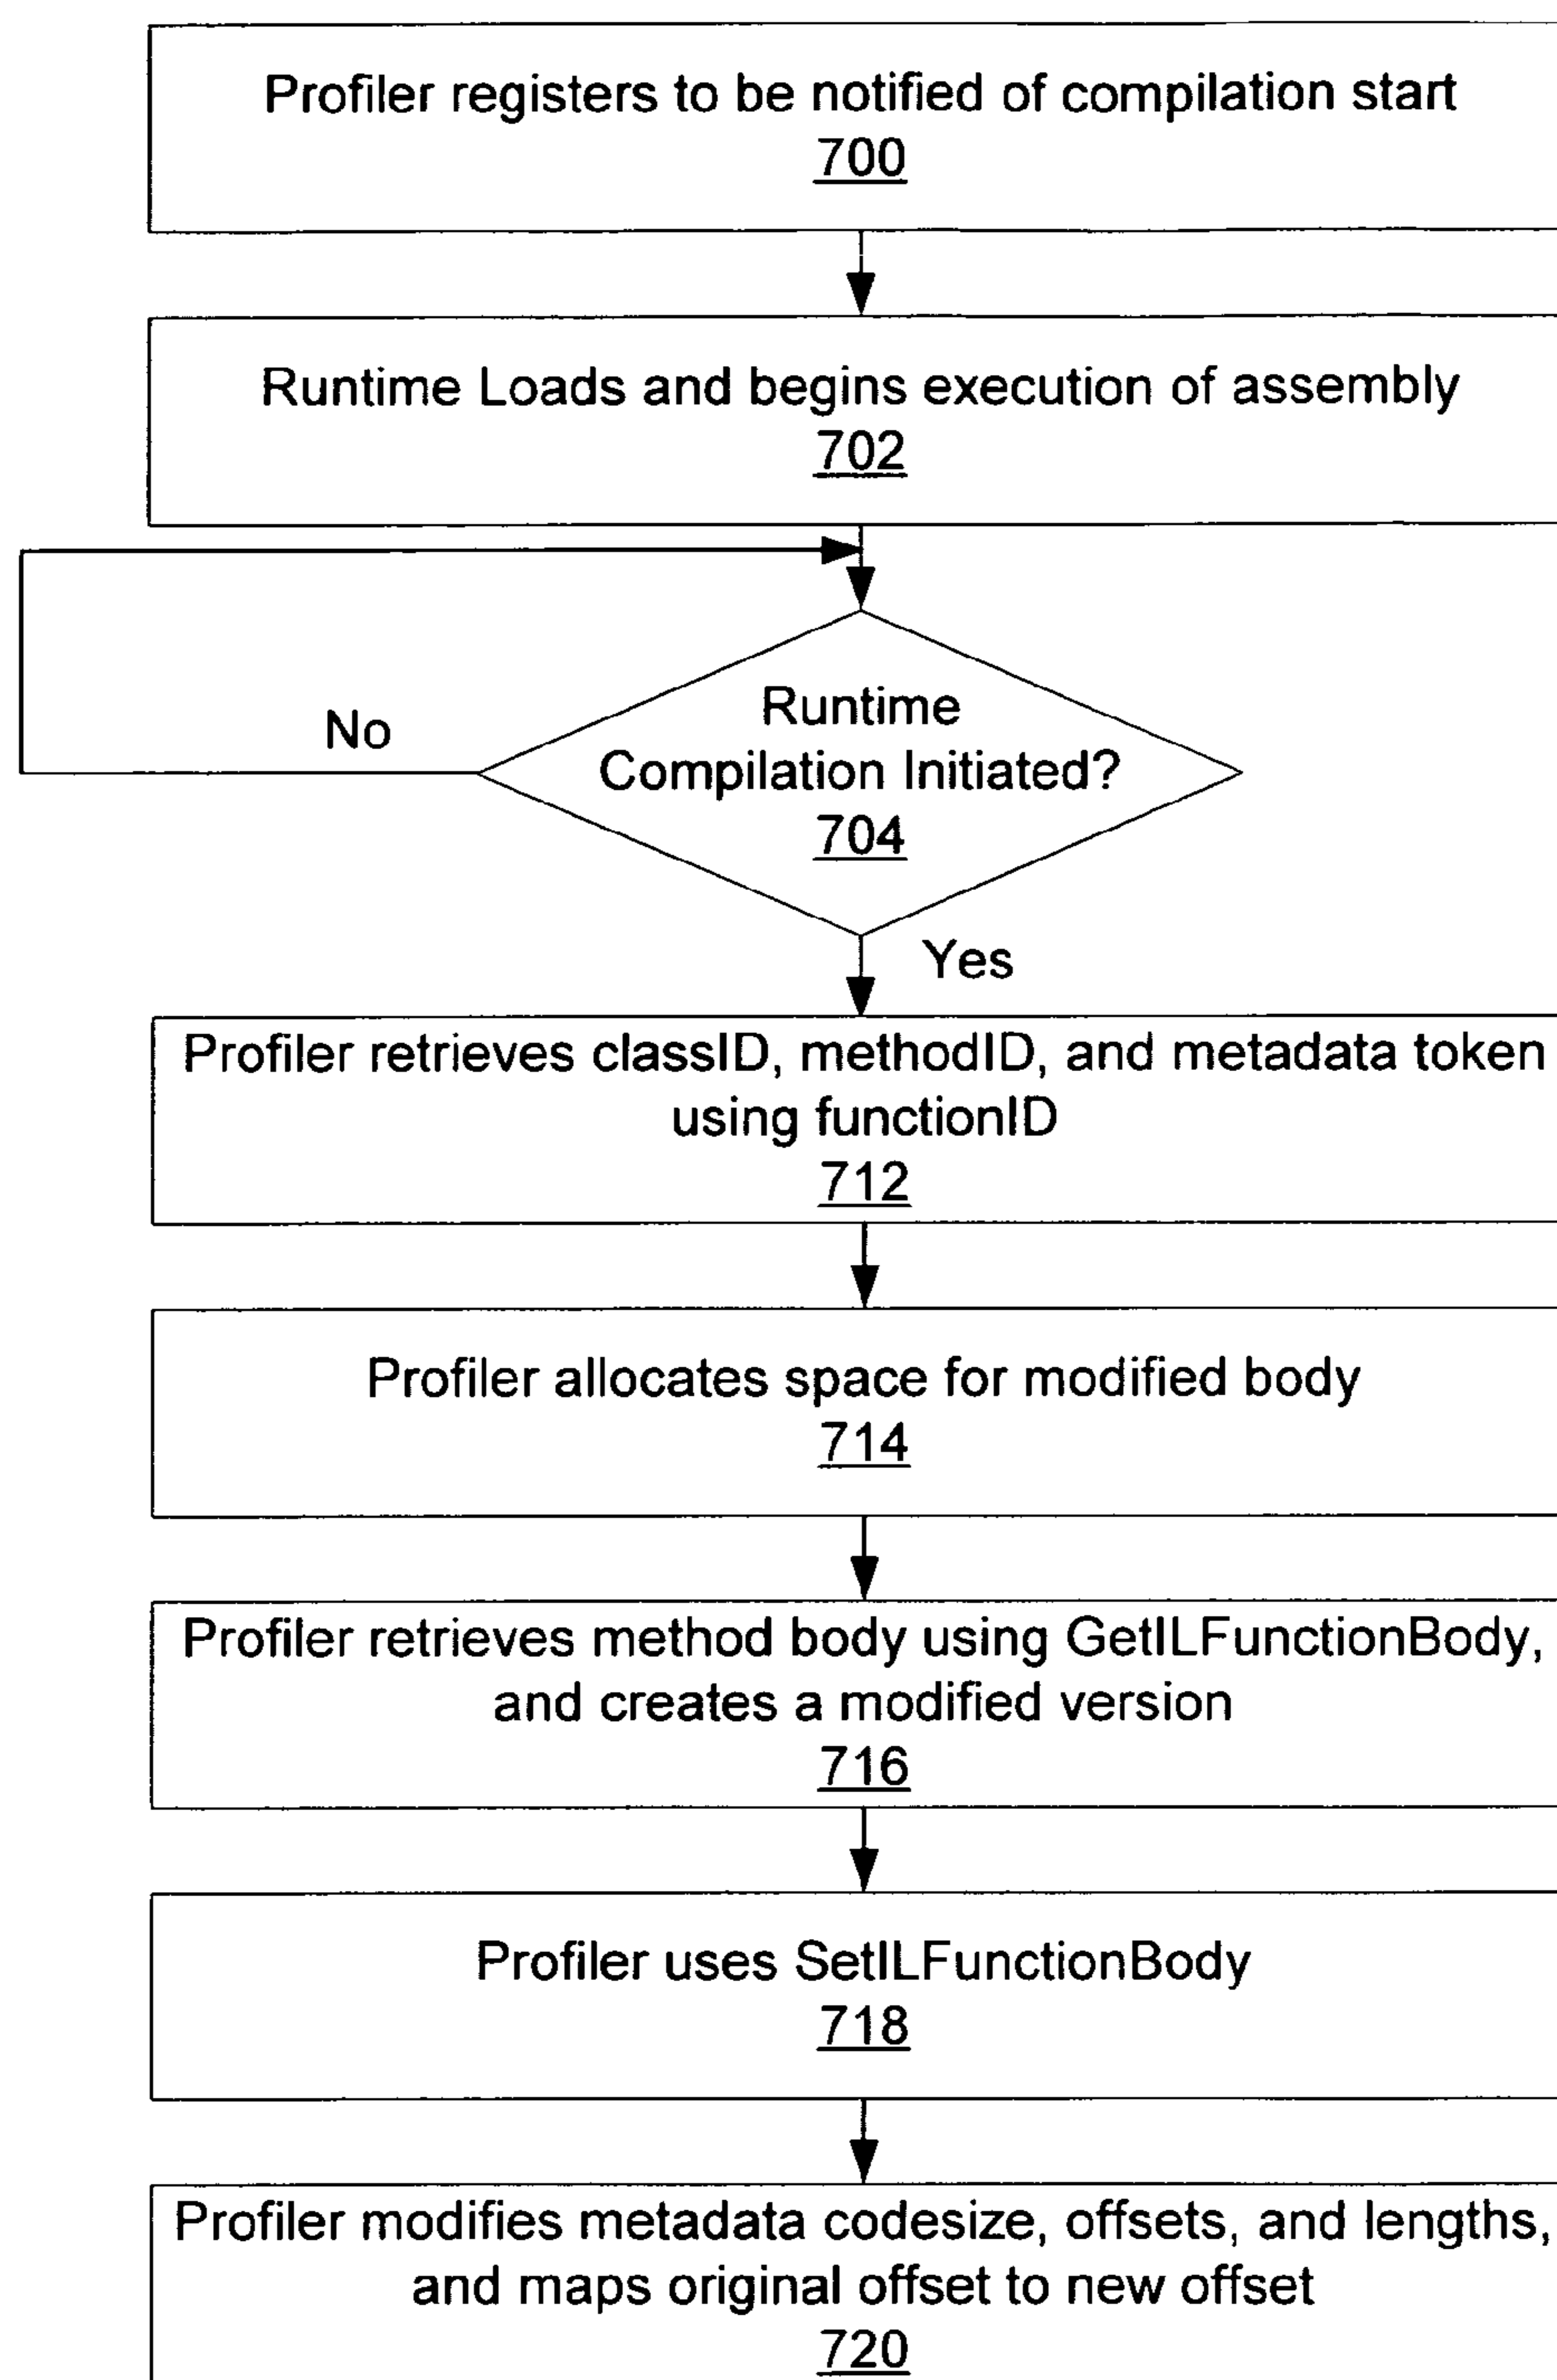 Profiler registers to be notified of compilation start
700
Runtime Loads and begins execution of assembly
702
Runtime
Compilation Initiated?
704
No
Yes
Profiler retrieves classID, methodID, and metadata token
using functionID
712
Profiler allocates space for modified body
714
Profiler retrieves method body using GetILFunctionBody,
and creates a modified version
716
Profiler uses SetILFunctionBody
718
Profiler modifies metadata codesize, offsets, and lengths,
and maps original offset to new offset
720